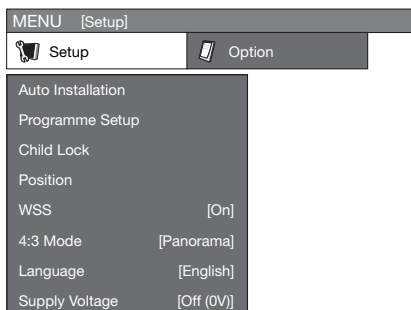 MENU [Setup]
Setup Option
Auto Installation
Programme Setup
Child Lock
Position
WSS [On]
4:3 Mode [Panorama]
Language [English]
Supply Voltage [Off (0V)]